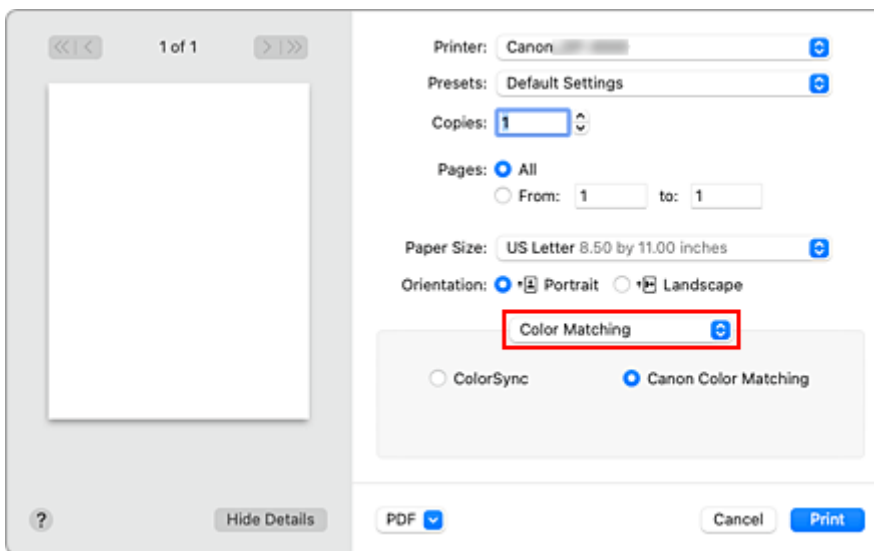 1 of 1
Printer: Canon
Presets: Default Settings
Copies: 1
Pages: All
From: 1 to: 1
Paper Size: US Letter 8.50 by 11.00 inches
Orientation: Portrait Landscape
Color Matching
ColorSync Canon Color Matching
? Hide Details PDF Cancel Print